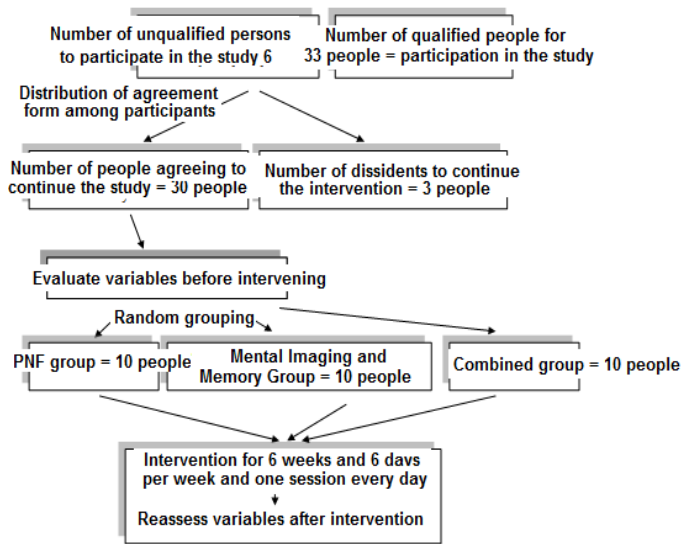 Number of unqualified persons
to participate in the study 6
Number of qualified people for
33 people = participation in the study
Distribution of agreement
form among participants
Number of people agreeing to
continue the study = 30 people
Number of dissidents to continue
the intervention = 3 people
Evaluate variables before intervening
Random grouping
PNF group = 10 people
Mental Imaging and
Memory Group = 10 people
Combined group = 10 people
Intervention for 6 weeks and 6 days
per week and one session every day
Reassess variables after intervention